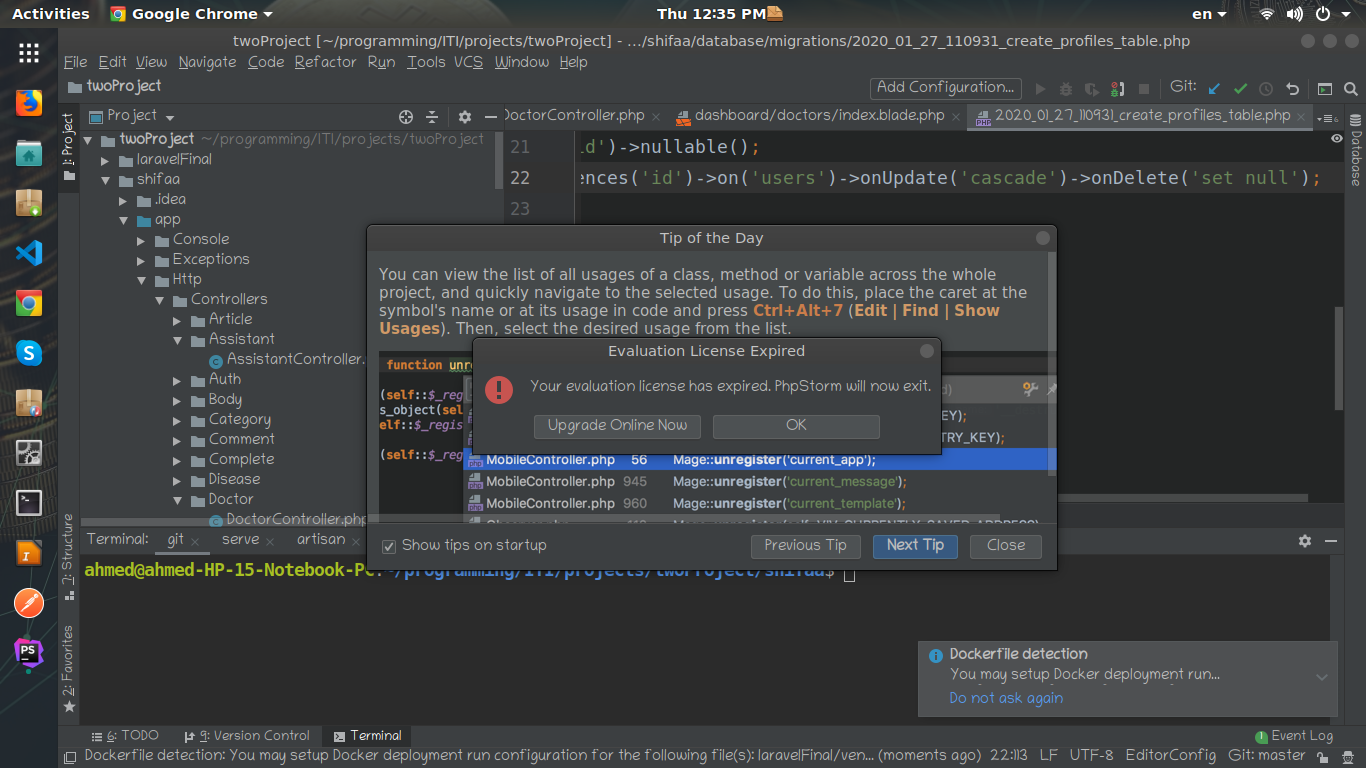 Activities Google Chrome Thu 12:35 PM en
twoProject [~/programming/ITI/projects/twoProject] - .../shifaa/database/migrations/2020_01_27_110931_create_profiles_table.php
File Edit View Navigate Code Refactor Run Tools VCS Window Help
twoProject Add Configuration... Git:
1: Project
Project
DoctorController.php
dashboard/doctors/index.blade.php
2020_01_27_110931_create_profiles_table.php
Database
twoProject ~/programming/ITI/projects/twoProject
laravelFinal
shifaa
.idea
app
Console
Exceptions
Http
Controllers
Article
Assistant
AssistantController.
Auth
Body
Category
Comment
Complete
Disease
Doctor
DoctorController.php
21 id')->nullable();
22 ences('id')->on('users')->onUpdate('cascade')->onDelete('set null');
23
Tip of the Day
You can view the list of all usages of a class, method or variable across the whole
project, and quickly navigate to the selected usage. To do this, place the caret at the
symbol's name or at its usage in code and press Ctrl+Alt+7 (Edit | Find | Show
Usages). Then, select the desired usage from the list.
function unr
(self::$_reg
s_object(sel
elf::$_regis
(self::$_reg
EY);
TRY_KEY);
Evaluation License Expired
Your evaluation license has expired. PhpStorm will now exit.
Upgrade Online Now OK
MobileController.php 56 Mage::unregister('current_app');
MobileController.php 945 Mage::unregister('current_message');
MobileController.php 960 Mage::unregister('current_template');
Show tips on startup Previous Tip Next Tip Close
7: Structure
2: Favorites
Terminal: git serve artisan
ahmed@ahmed-HP-15-Notebook-PC:~/programming/ITI/projects/twoProject/shifaa$
Dockerfile detection
You may setup Docker deployment run...
Do not ask again
PS
6: TODO 9: Version Control Terminal Event Log
Dockerfile detection: You may setup Docker deployment run configuration for the following file(s): laravelFinal/ven... (moments ago) 22:113 LF UTF-8 EditorConfig Git: master